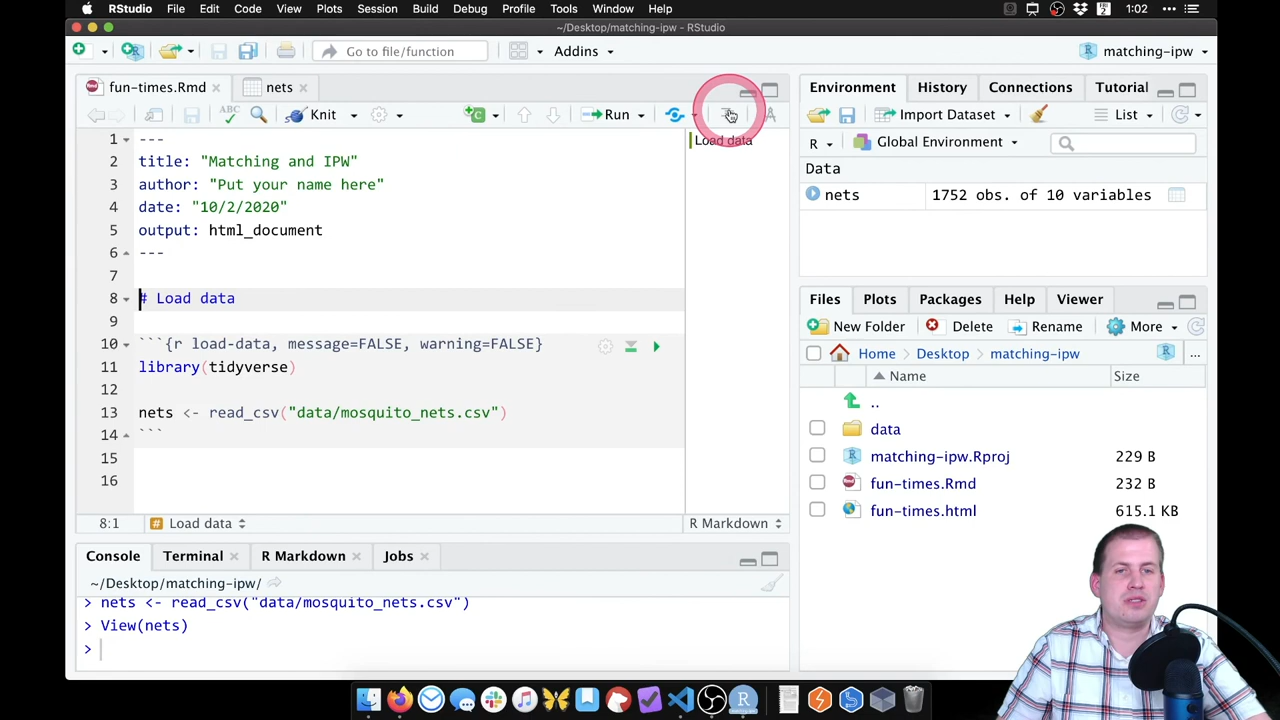 RStudio File Edit Code View Plots Session Build Debug Profile Tools Window Help 2 1:02
~/Desktop/matching-ipw - RStudio
Go to file/function Addins matching-ipw
fun-times.Rmd nets
ABC Knit Run
1 ---
2 title: "Matching and IPW"
3 author: "Put your name here"
4 date: "10/2/2020"
5 output: html_document
6 ---
7
8 # Load data
9
10 ```{r load-data, message=FALSE, warning=FALSE}
11 library(tidyverse)
12
13 nets <- read_csv("data/mosquito_nets.csv")
14 ```
15
16
Load data
8:1 # Load data R Markdown
Console Terminal R Markdown Jobs
~/Desktop/matching-ipw/
> nets <- read_csv("data/mosquito_nets.csv")
> View(nets)
>
Environment History Connections Tutorial
Import Dataset List
R Global Environment
Data
nets 1752 obs. of 10 variables
Files Plots Packages Help Viewer
New Folder Delete Rename More
Home Desktop matching-ipw ...
Name Size
..
data
matching-ipw.Rproj 229 B
fun-times.Rmd 232 B
fun-times.html 615.1 KB